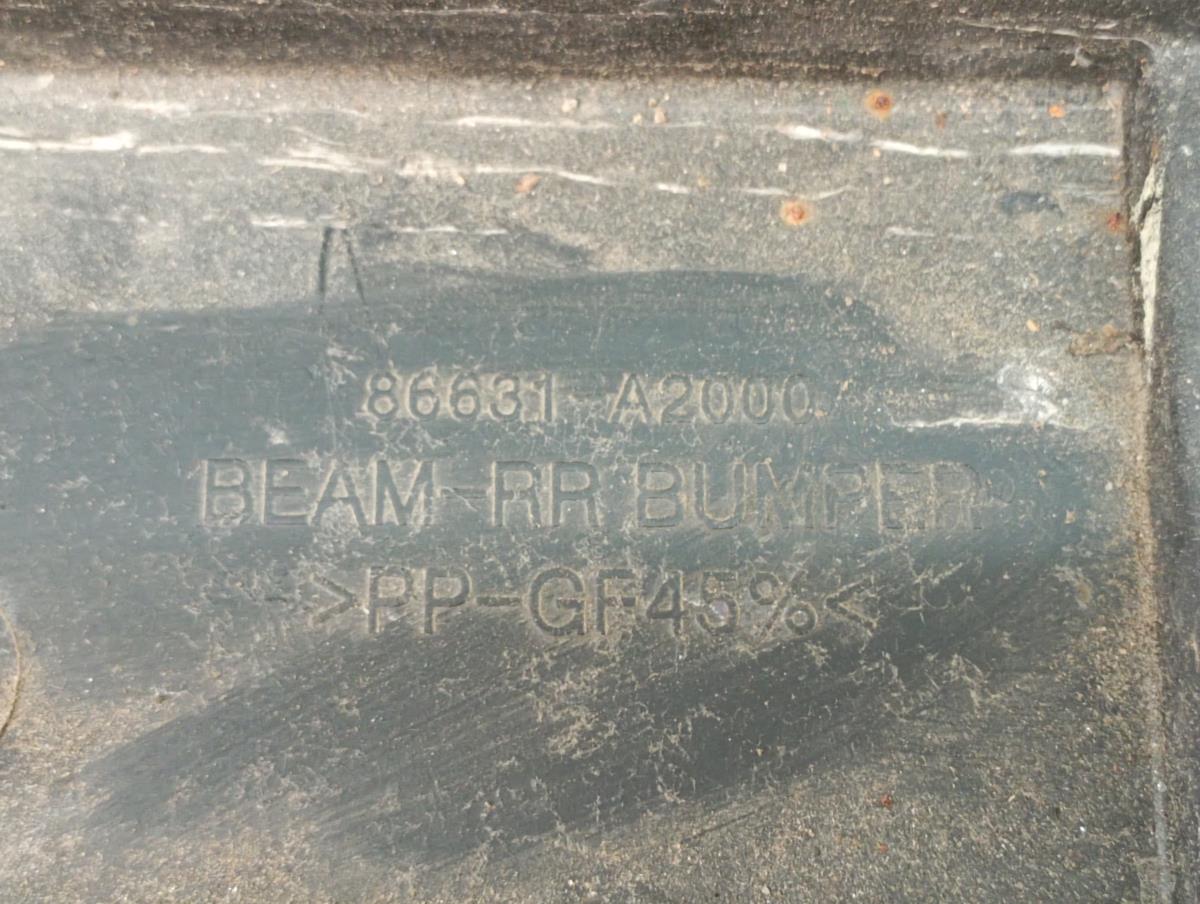 86631-A2000
BEAM-RR BUMPER
>PP-GF45%<